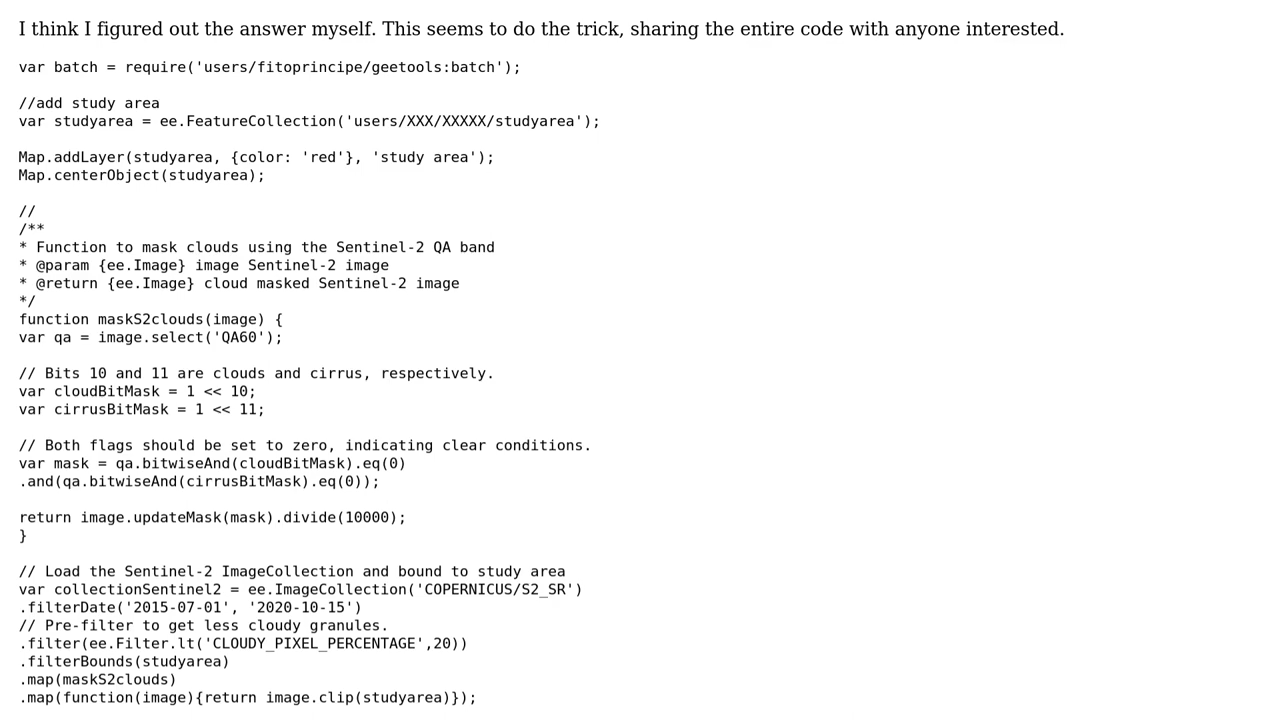 I think I figured out the answer myself. This seems to do the trick, sharing the entire code with anyone interested.
var batch = require('users/fitoprincipe/geetools:batch');
//add study area
var studyarea = ee.FeatureCollection('users/XXX/XXXXX/studyarea');
Map.addLayer(studyarea, {color: 'red'}, 'study area');
Map.centerObject(studyarea);
//
/**
* Function to mask clouds using the Sentinel-2 QA band
* @param {ee.Image} image Sentinel-2 image
* @return {ee.Image} cloud masked Sentinel-2 image
*/
function maskS2clouds(image) {
var qa = image.select('QA60');
// Bits 10 and 11 are clouds and cirrus, respectively.
var cloudBitMask = 1 << 10;
var cirrusBitMask = 1 << 11;
// Both flags should be set to zero, indicating clear conditions.
var mask = qa.bitwiseAnd(cloudBitMask).eq(0)
.and(qa.bitwiseAnd(cirrusBitMask).eq(0));
return image.updateMask(mask).divide(10000);
}
// Load the Sentinel-2 ImageCollection and bound to study area
var collectionSentinel2 = ee.ImageCollection('COPERNICUS/S2_SR')
.filterDate('2015-07-01', '2020-10-15')
// Pre-filter to get less cloudy granules.
.filter(ee.Filter.lt('CLOUDY_PIXEL_PERCENTAGE',20))
.filterBounds(studyarea)
.map(maskS2clouds)
.map(function(image){return image.clip(studyarea)});